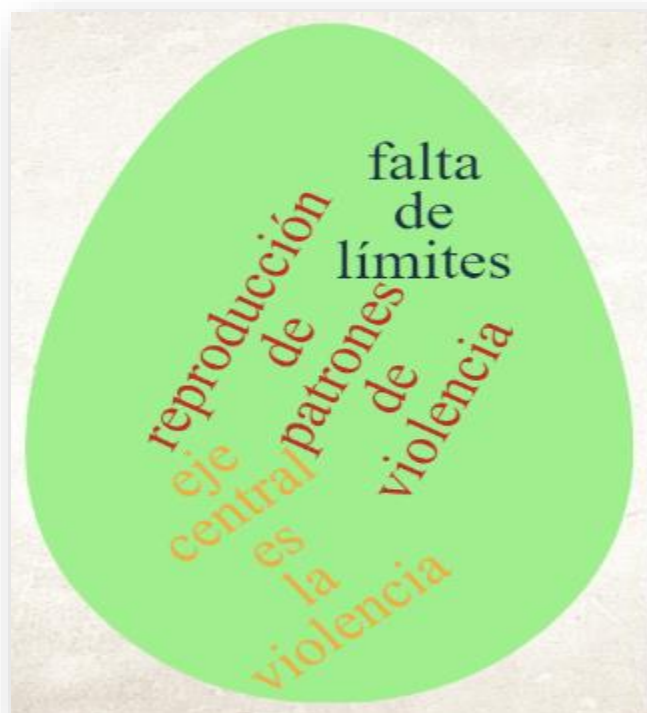 falta
de
límites
reproducción
de
patrones
de
violencia
eje
central
es
la
violencia